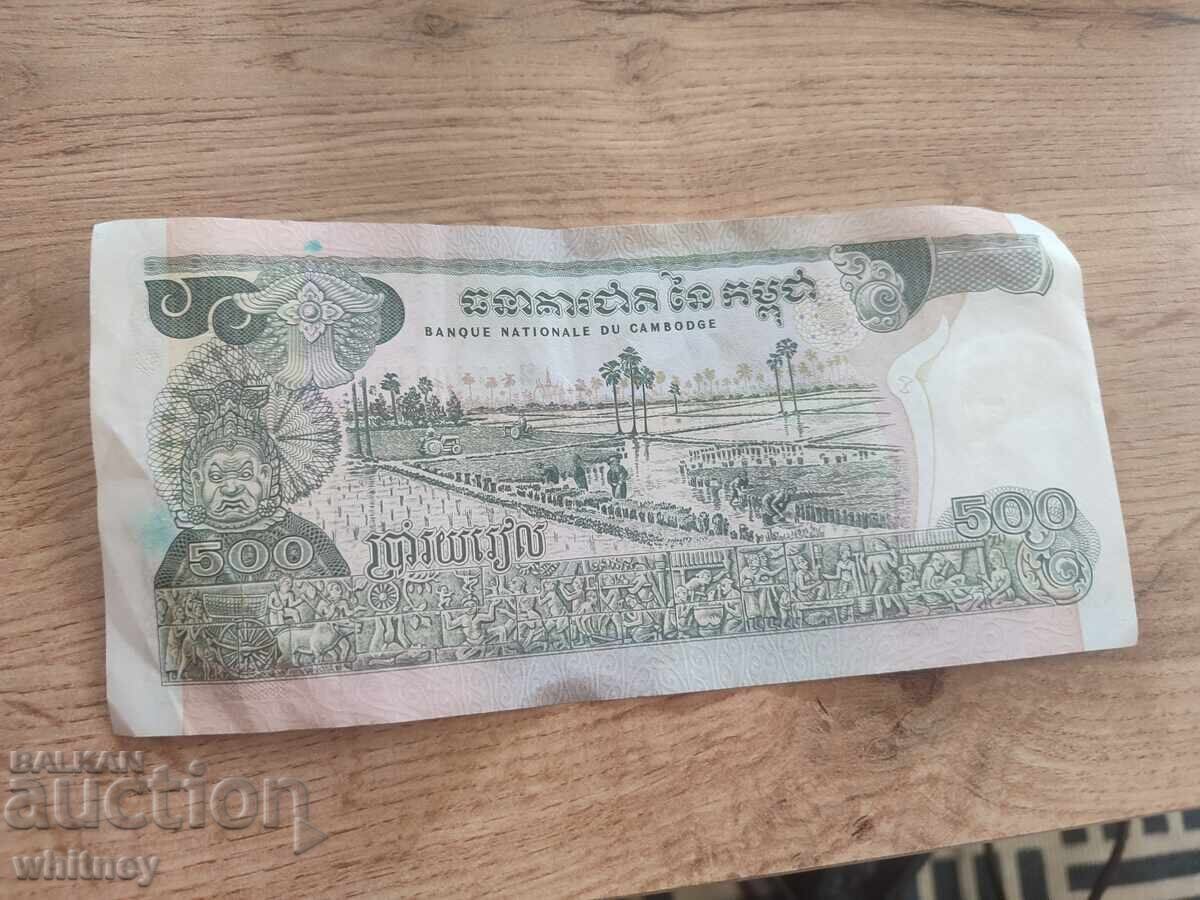 ធនាគារជាតិ នៃ កម្ពុជា
BANQUE NATIONALE DU CAMBODGE
500
500
ប្រាំរយរៀល
BALKAN
auction
whitney